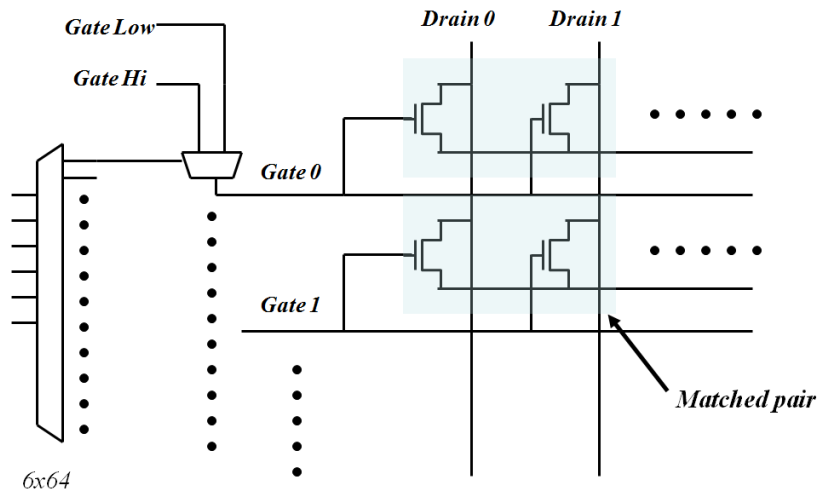 Drain 0 Drain 1
Gate Low
Gate Hi
Gate 0
Gate 1
Matched pair
6x64